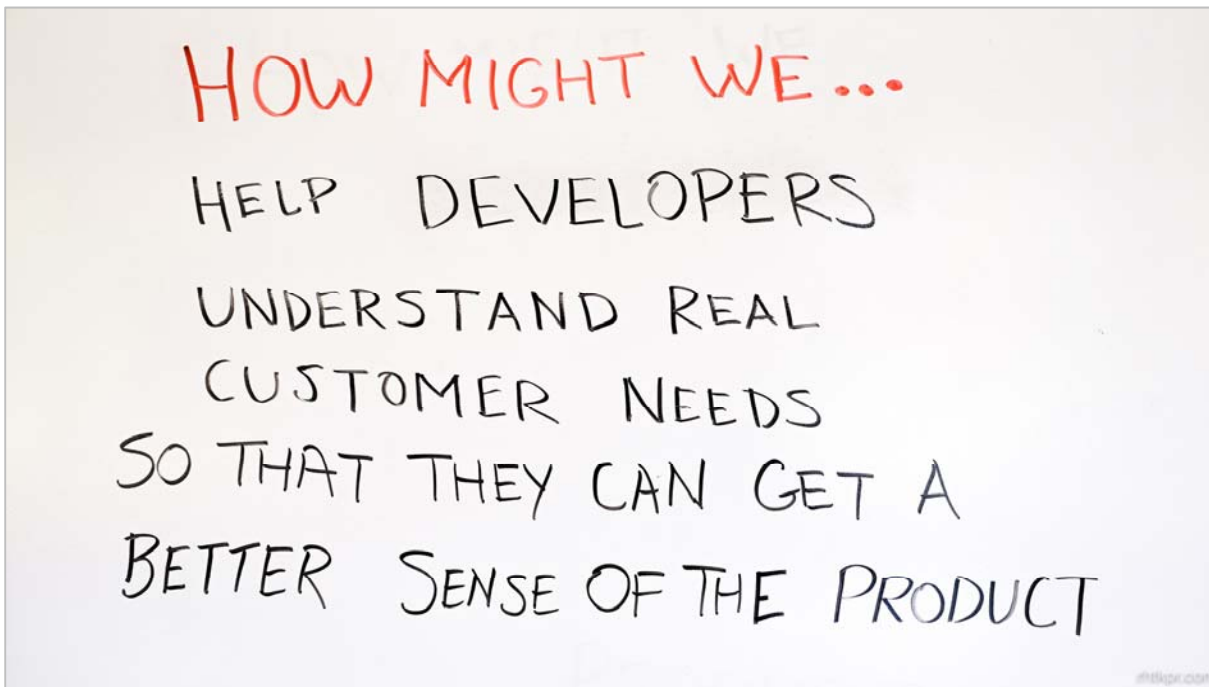 HOW MIGHT WE...
HELP DEVELOPERS
UNDERSTAND REAL
CUSTOMER NEEDS
SO THAT THEY CAN GET A
BETTER SENSE OF THE PRODUCT